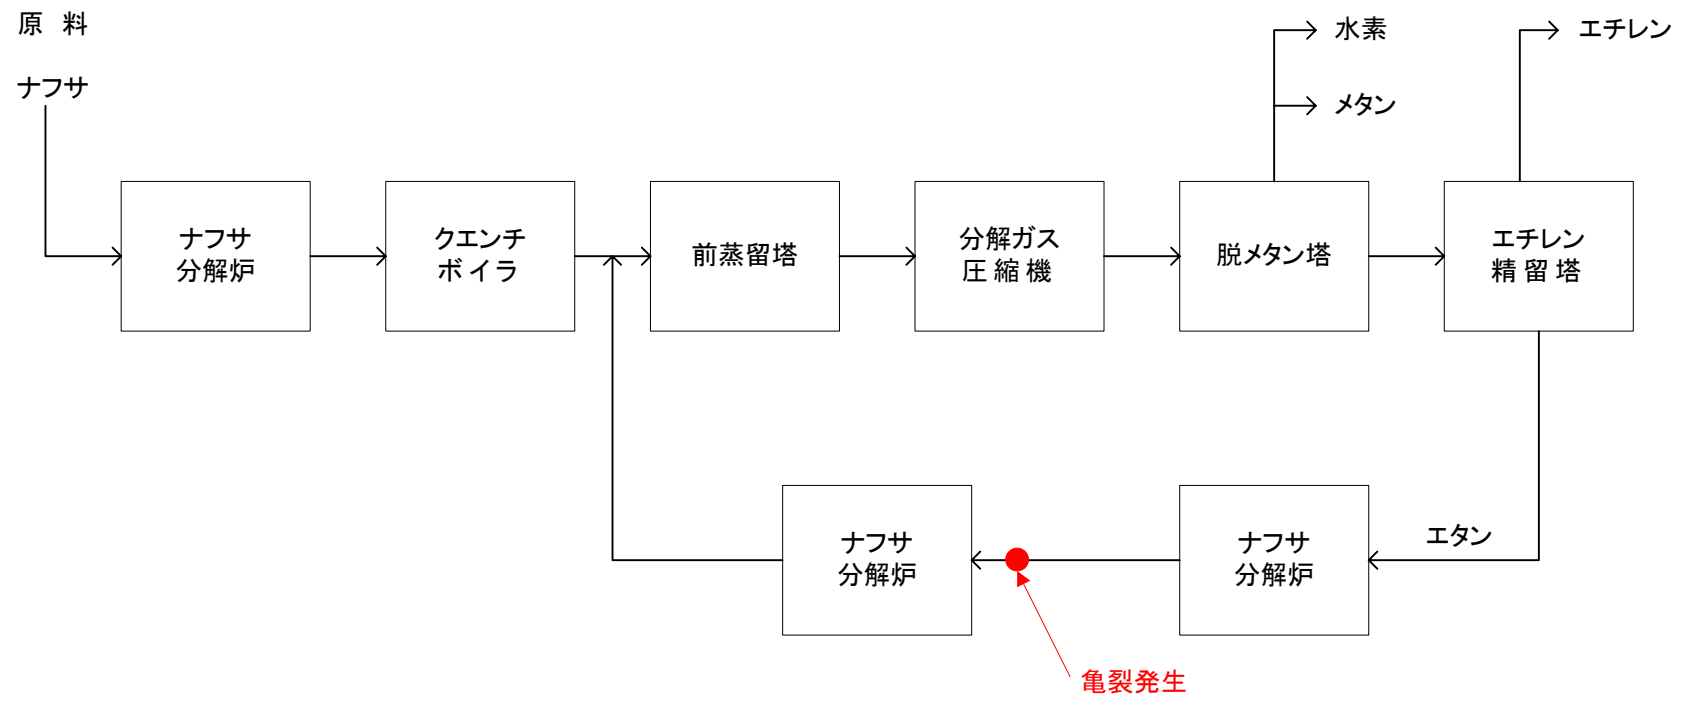 原 料
ナフサ
水素
メタン
エチレン
ナフサ
分解炉
クエンチ
ボイラ
前蒸留塔
分解ガス
圧縮機
脱メタン塔
エチレン
精留塔
ナフサ
分解炉
ナフサ
分解炉
エタン
亀裂発生